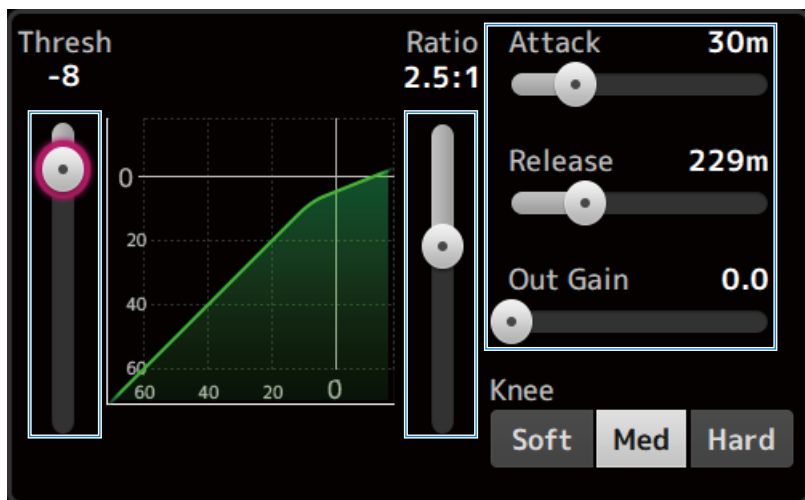 Thresh
-8
Ratio
2.5:1
0
20
40
60
60 40 20 0
Attack 30m
Release 229m
Out Gain 0.0
Knee
Soft Med Hard